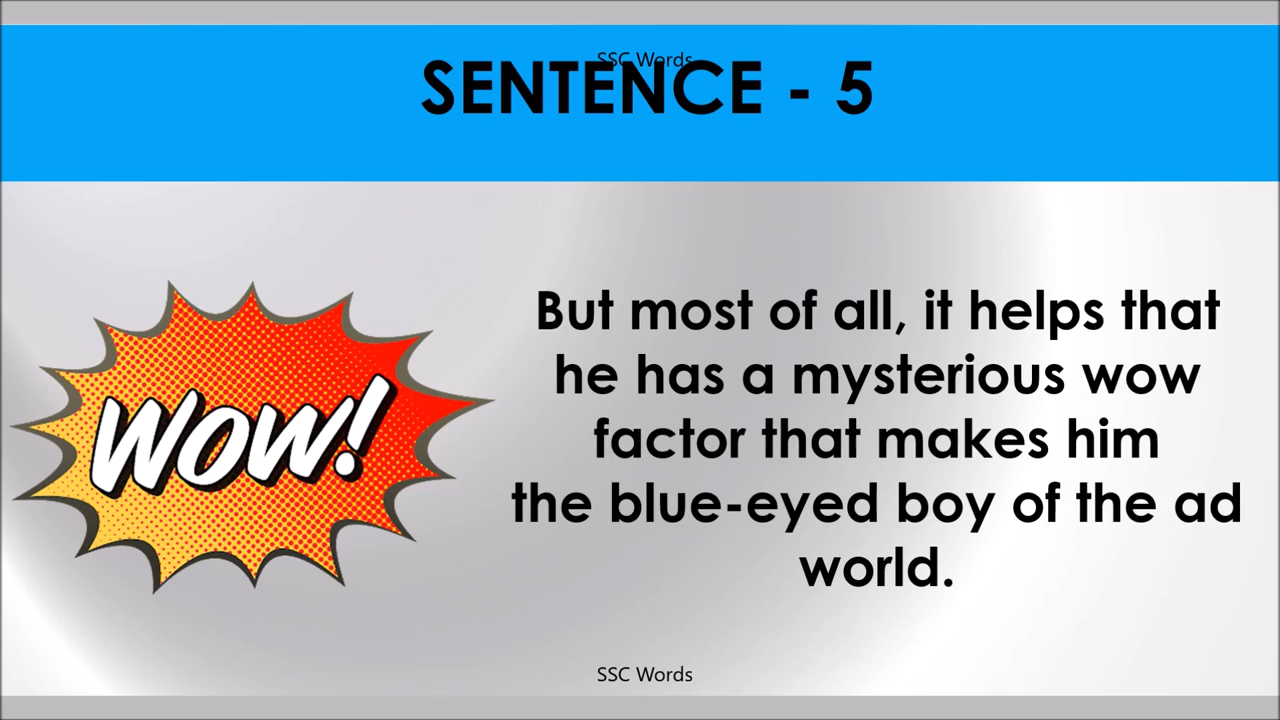 SSC Words
SENTENCE - 5
WOW!
But most of all, it helps that
he has a mysterious wow
factor that makes him
the blue-eyed boy of the ad
world.
SSC Words